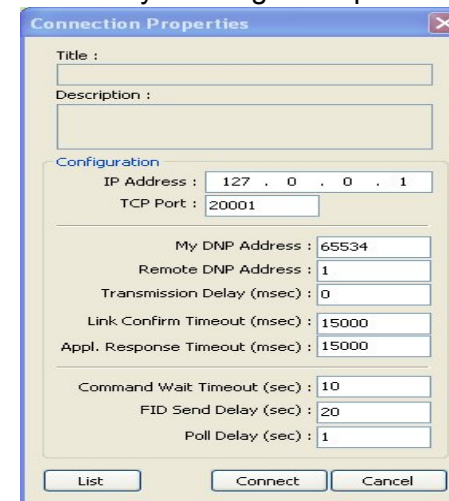 Connection Properties
Title :
Description :
Configuration
IP Address : 127 . 0 . 0 . 1
TCP Port : 20001
My DNP Address : 65534
Remote DNP Address : 1
Transmission Delay (msec) : 0
Link Confirm Timeout (msec) : 15000
Appl. Response Timeout (msec) : 15000
Command Wait Timeout (sec) : 10
FID Send Delay (sec) : 20
Poll Delay (sec) : 1
List Connect Cancel